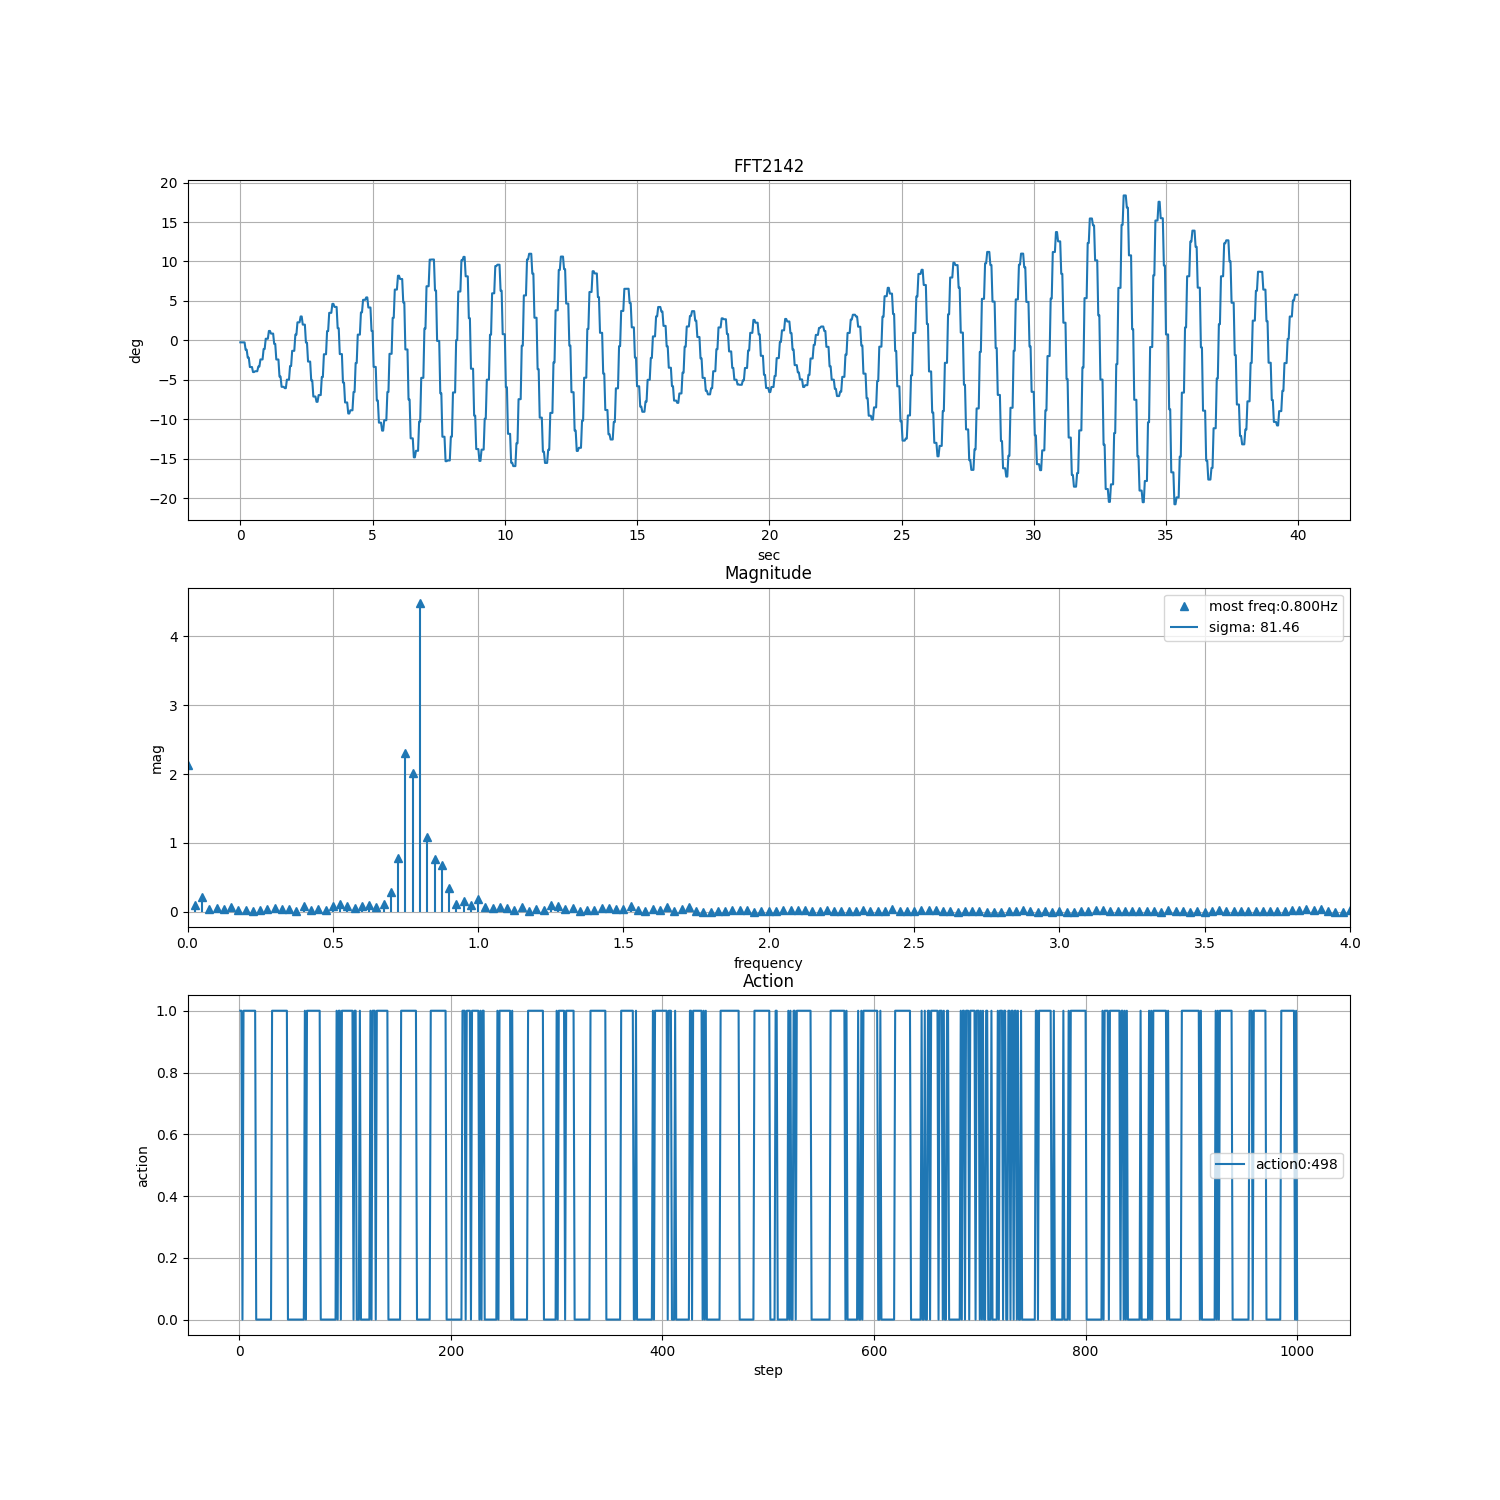 FFT2142
20
15
10
5
0
−5
−10
−15
−20
deg
0 5 10 15 20 25 30 35 40
sec
Magnitude
most freq:0.800Hz
sigma: 81.46
4
3
2
1
0
mag
0.0 0.5 1.0 1.5 2.0 2.5 3.0 3.5 4.0
frequency
Action
1.0
0.8
0.6
0.4
0.2
0.0
action
action0:498
0 200 400 600 800 1000
step